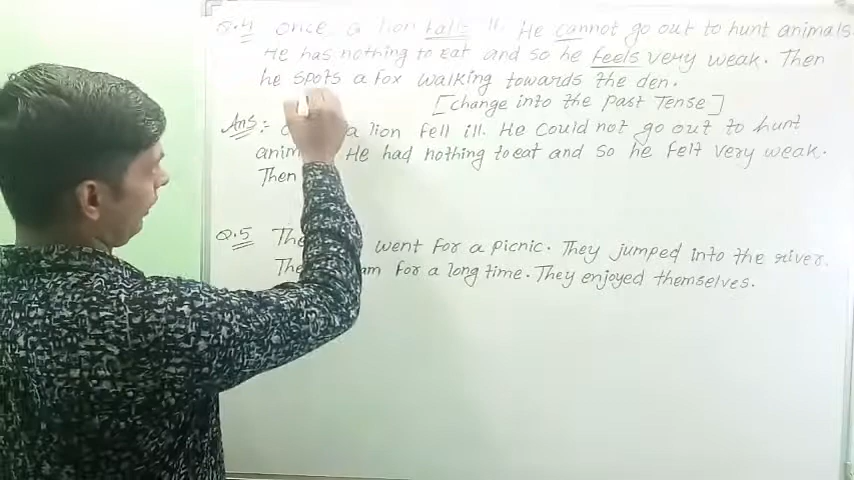 Q.4 Once a lion falls ill. He cannot go out to hunt animals.
He has nothing to eat and so he feels very weak. Then
he spots a fox walking towards the den.
[change into the Past Tense]
Ans:- a lion fell ill. He could not go out to hunt
He had nothing to eat and so he felt very weak.
Then
Q.5 went for a picnic. They jumped into the river.
for a long time. They enjoyed themselves.